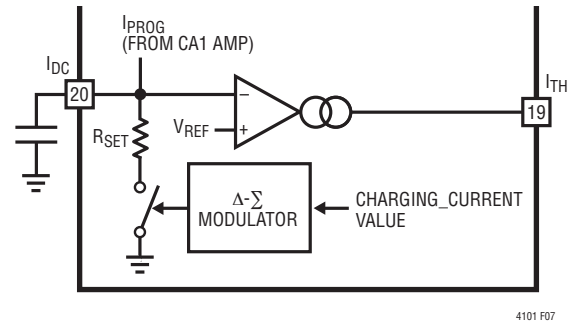 IPROG
(FROM CA1 AMP)
IDC
20
ITH
19
–
VREF
+
RSET
Δ-∑
MODULATOR
CHARGING_CURRENT
VALUE
4101 F07